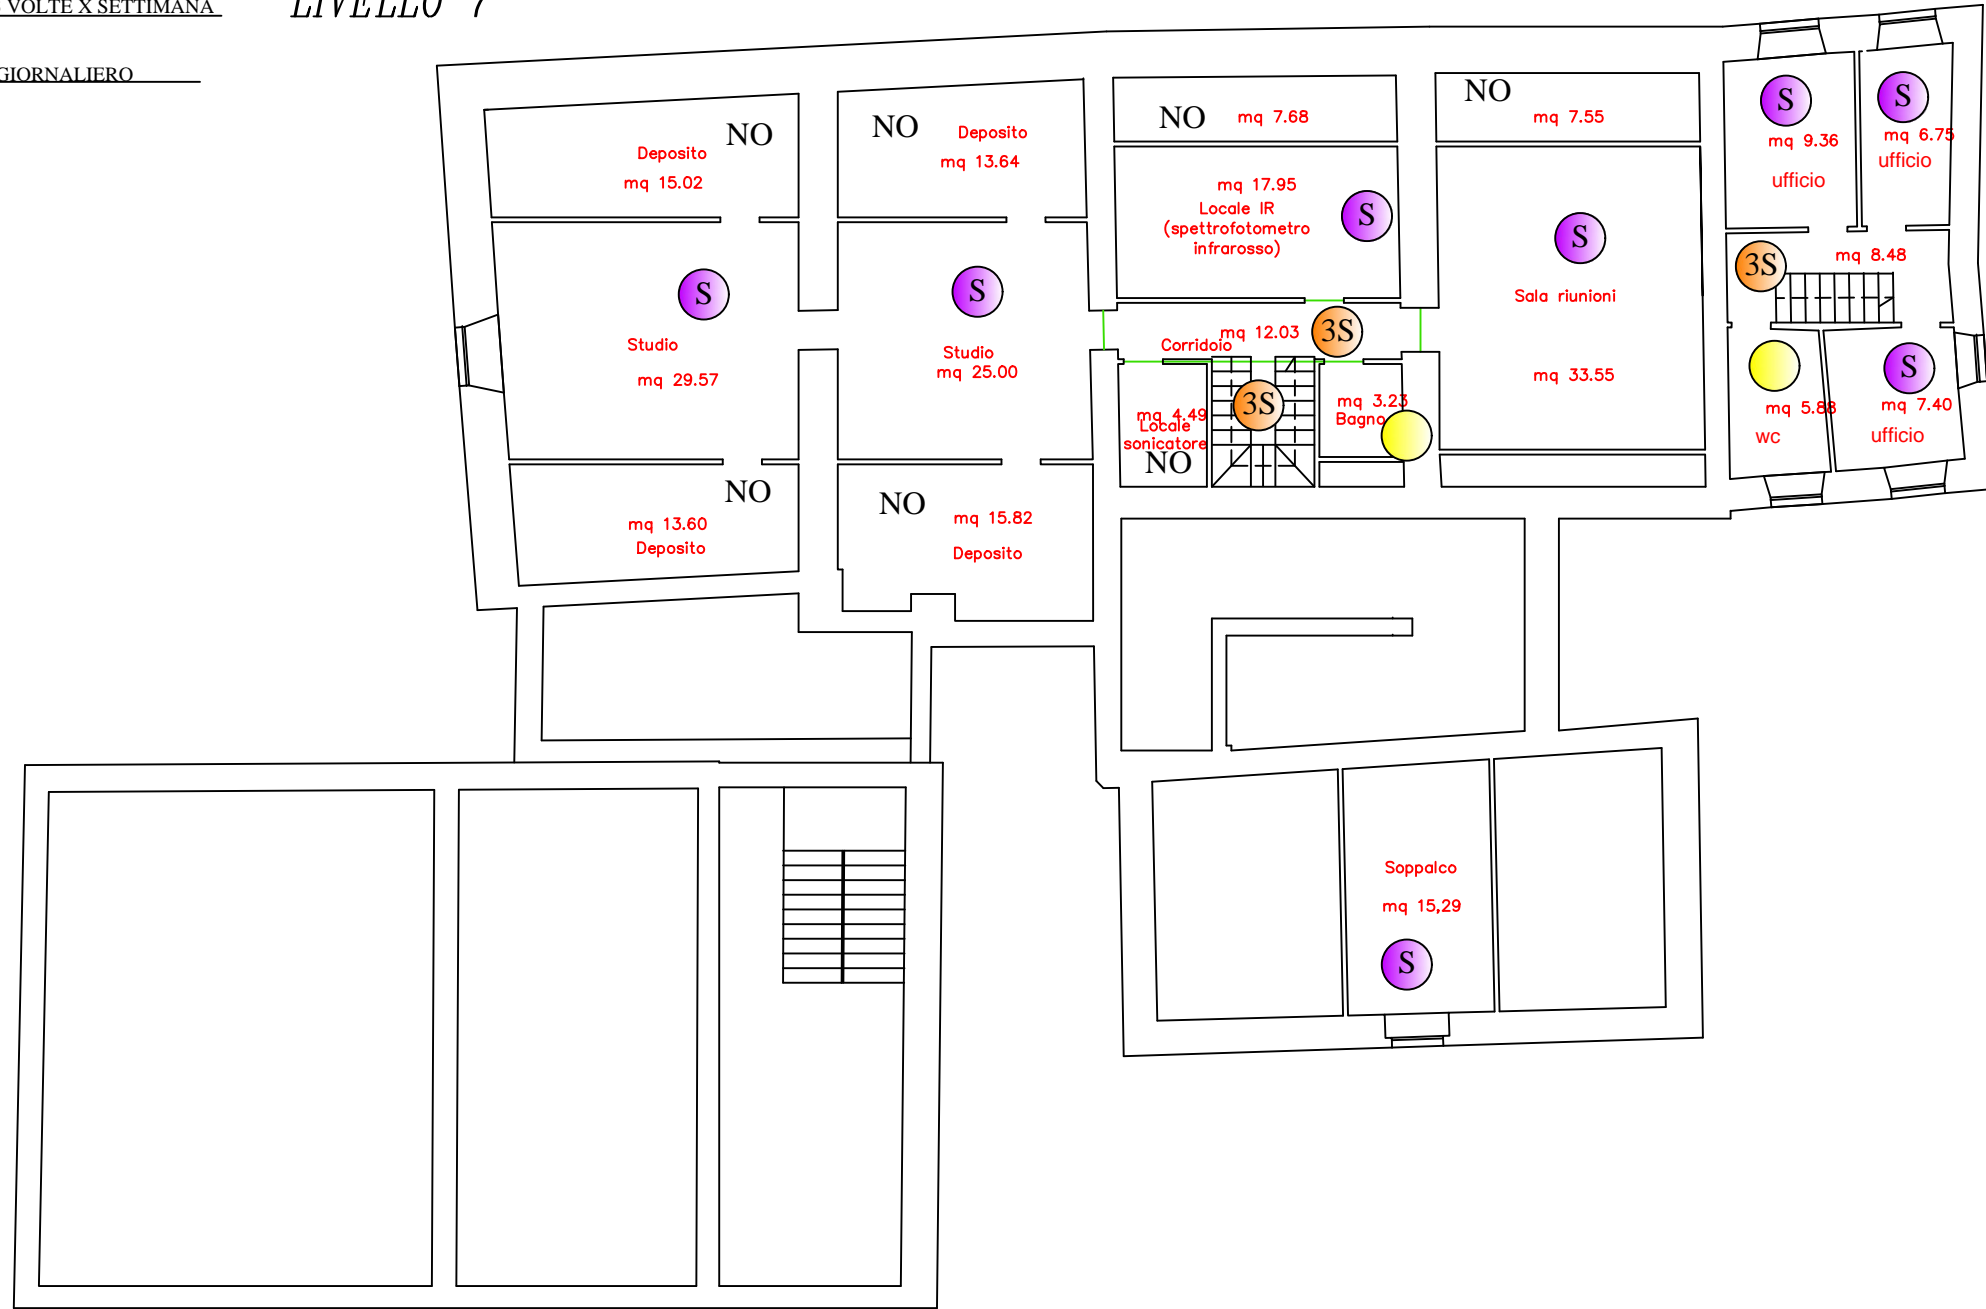 VOLTE X SETTIMANA
LIVELLO 7
GIORNALIERO
NO
Deposito
mq 15.02
NO
Deposito
mq 13.64
NO
mq 7.68
NO
mq 7.55
S
mq 9.36
ufficio
S
mq 6.75
ufficio
mq 17.95
Locale IR
(spettrofotometro
infrarosso)
S
S
Sala riunioni
mq 33.55
3S
mq 8.48
S
Studio
mq 29.57
S
Studio
mq 25.00
mq 12.03
Corridoio
3S
3S
mq 4.49
Locale
sonicatore
NO
mq 3.23
Bagno
mq 5.88
wc
S
mq 7.40
ufficio
NO
mq 13.60
Deposito
NO
mq 15.82
Deposito
Soppalco
mq 15,29
S